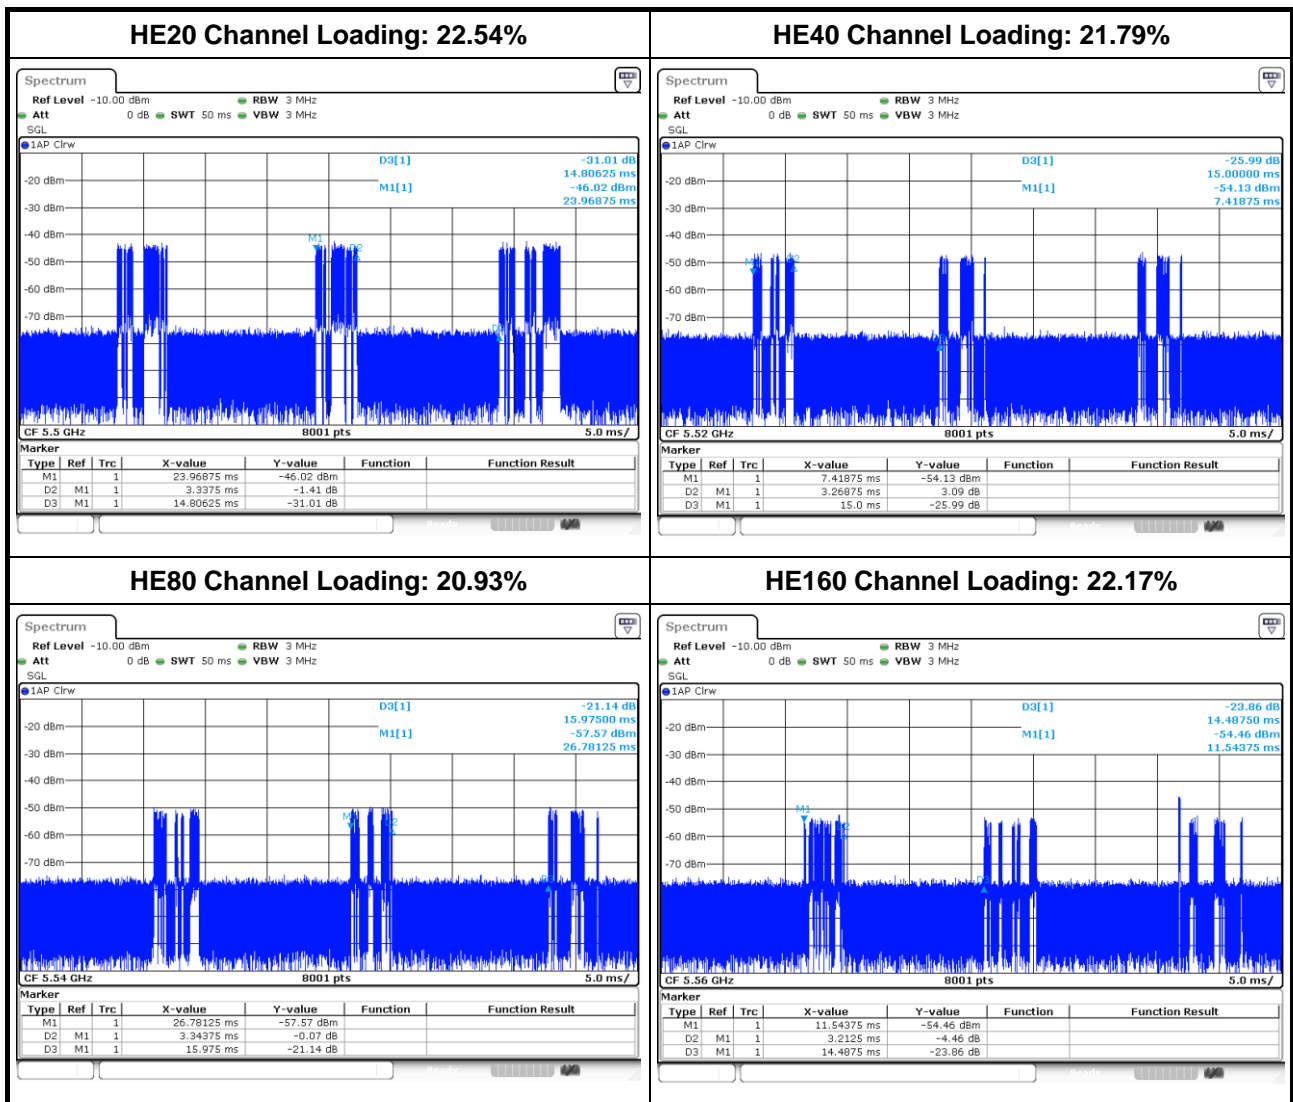 HE20 Channel Loading: 22.54%
HE40 Channel Loading: 21.79%
Spectrum
Ref Level -10.00 dBm RBW 3 MHz
Att 0 dB SWT 50 ms VBW 3 MHz
SGL
1AP Clrw
D3[1] -31.01 dB
14.80625 ms
M1[1] -46.02 dBm
23.96875 ms
-20 dBm
-30 dBm
-40 dBm
-50 dBm
-60 dBm
-70 dBm
M1
CF 5.5 GHz 8001 pts 5.0 ms/
Marker
Type Ref Trc X-value Y-value Function Function Result
M1 1 23.96875 ms -46.02 dBm
D2 M1 1 3.3375 ms -1.41 dB
D3 M1 1 14.80625 ms -31.01 dB
Ready
Spectrum
Ref Level -10.00 dBm RBW 3 MHz
Att 0 dB SWT 50 ms VBW 3 MHz
SGL
1AP Clrw
D3[1] -25.99 dB
15.00000 ms
M1[1] -54.13 dBm
7.41875 ms
-20 dBm
-30 dBm
-40 dBm
-50 dBm
-60 dBm
-70 dBm
CF 5.52 GHz 8001 pts 5.0 ms/
Marker
Type Ref Trc X-value Y-value Function Function Result
M1 1 7.41875 ms -54.13 dBm
D2 M1 1 3.26875 ms 3.09 dB
D3 M1 1 15.0 ms -25.99 dB
Ready
HE80 Channel Loading: 20.93%
HE160 Channel Loading: 22.17%
Spectrum
Ref Level -10.00 dBm RBW 3 MHz
Att 0 dB SWT 50 ms VBW 3 MHz
SGL
1AP Clrw
D3[1] -21.14 dB
15.97500 ms
M1[1] -57.57 dBm
26.78125 ms
-20 dBm
-30 dBm
-40 dBm
-50 dBm
-60 dBm
-70 dBm
CF 5.54 GHz 8001 pts 5.0 ms/
Marker
Type Ref Trc X-value Y-value Function Function Result
M1 1 26.78125 ms -57.57 dBm
D2 M1 1 3.34375 ms -0.07 dB
D3 M1 1 15.975 ms -21.14 dB
Ready
Spectrum
Ref Level -10.00 dBm RBW 3 MHz
Att 0 dB SWT 50 ms VBW 3 MHz
SGL
1AP Clrw
D3[1] -23.86 dB
14.48750 ms
M1[1] -54.46 dBm
11.54375 ms
-20 dBm
-30 dBm
-40 dBm
-50 dBm
-60 dBm
-70 dBm
M1
CF 5.56 GHz 8001 pts 5.0 ms/
Marker
Type Ref Trc X-value Y-value Function Function Result
M1 1 11.54375 ms -54.46 dBm
D2 M1 1 3.2125 ms -4.46 dB
D3 M1 1 14.4875 ms -23.86 dB
Ready